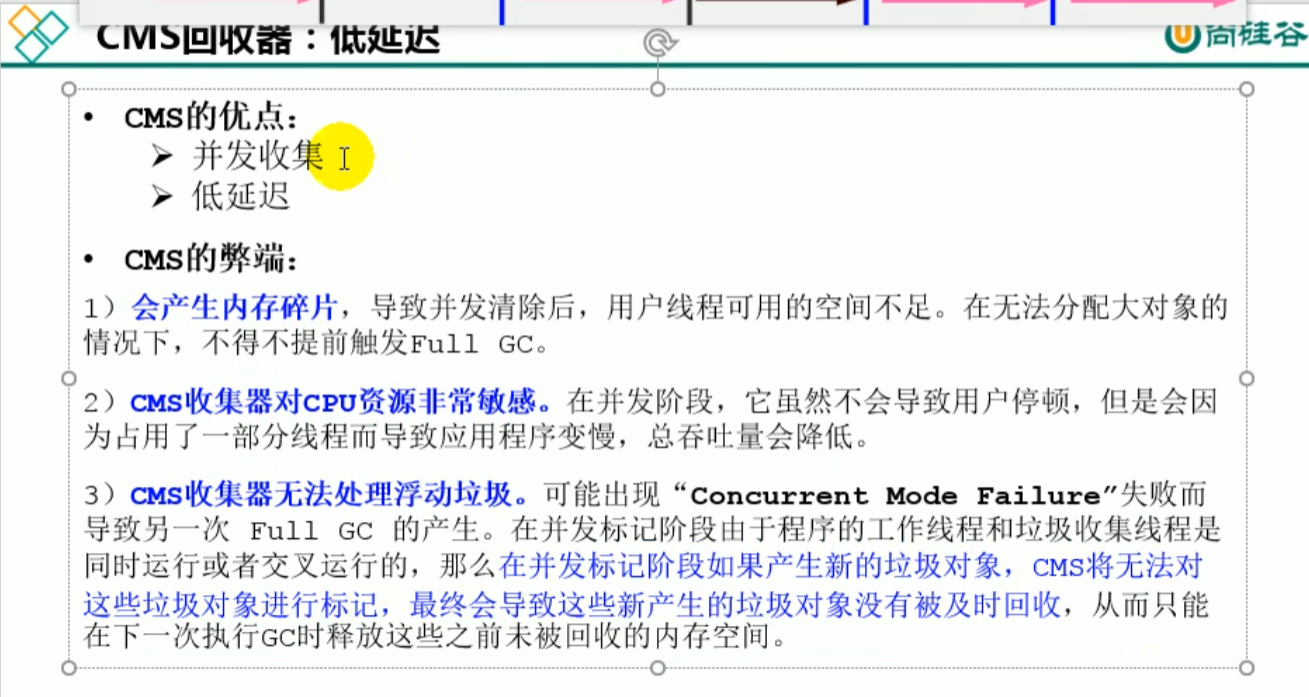 CMS回收器：低延迟
尚硅谷
• CMS的优点：
➢ 并发收集
➢ 低延迟
• CMS的弊端：
1）会产生内存碎片，导致并发清除后，用户线程可用的空间不足。在无法分配大对象的
情况下，不得不提前触发Full GC。
2）CMS收集器对CPU资源非常敏感。在并发阶段，它虽然不会导致用户停顿，但是会因
为占用了一部分线程而导致应用程序变慢，总吞吐量会降低。
3）CMS收集器无法处理浮动垃圾。可能出现“Concurrent Mode Failure”失败而
导致另一次 Full GC 的产生。在并发标记阶段由于程序的工作线程和垃圾收集线程是
同时运行或者交叉运行的，那么在并发标记阶段如果产生新的垃圾对象，CMS将无法对
这些垃圾对象进行标记，最终会导致这些新产生的垃圾对象没有被及时回收，从而只能
在下一次执行GC时释放这些之前未被回收的内存空间。